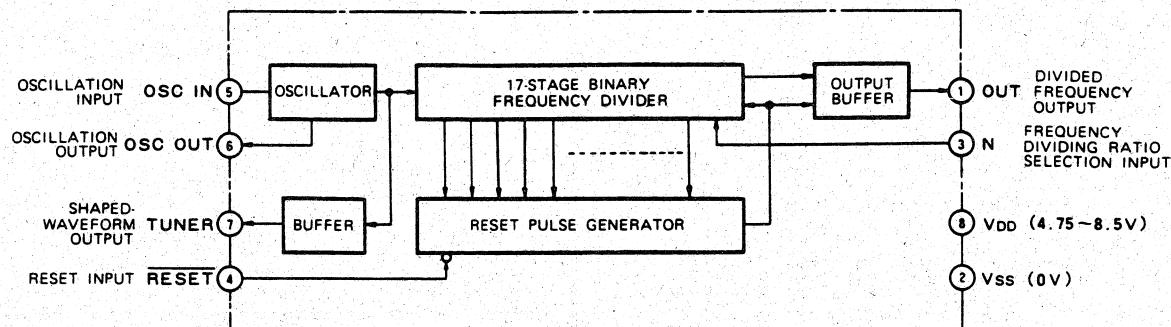 OSCILLATION
INPUT
OSC IN
5
OSCILLATOR
17-STAGE BINARY
FREQUENCY DIVIDER
OUTPUT
BUFFER
1
OUT
DIVIDED
FREQUENCY
OUTPUT
OSCILLATION
OUTPUT
OSC OUT
6
3
N
FREQUENCY
DIVIDING RATIO
SELECTION INPUT
SHAPED-
WAVEFORM
OUTPUT
TUNER
7
BUFFER
RESET PULSE GENERATOR
8
VDD (4.75~8.5V)
RESET INPUT
RESET
4
2
VSS (0V)